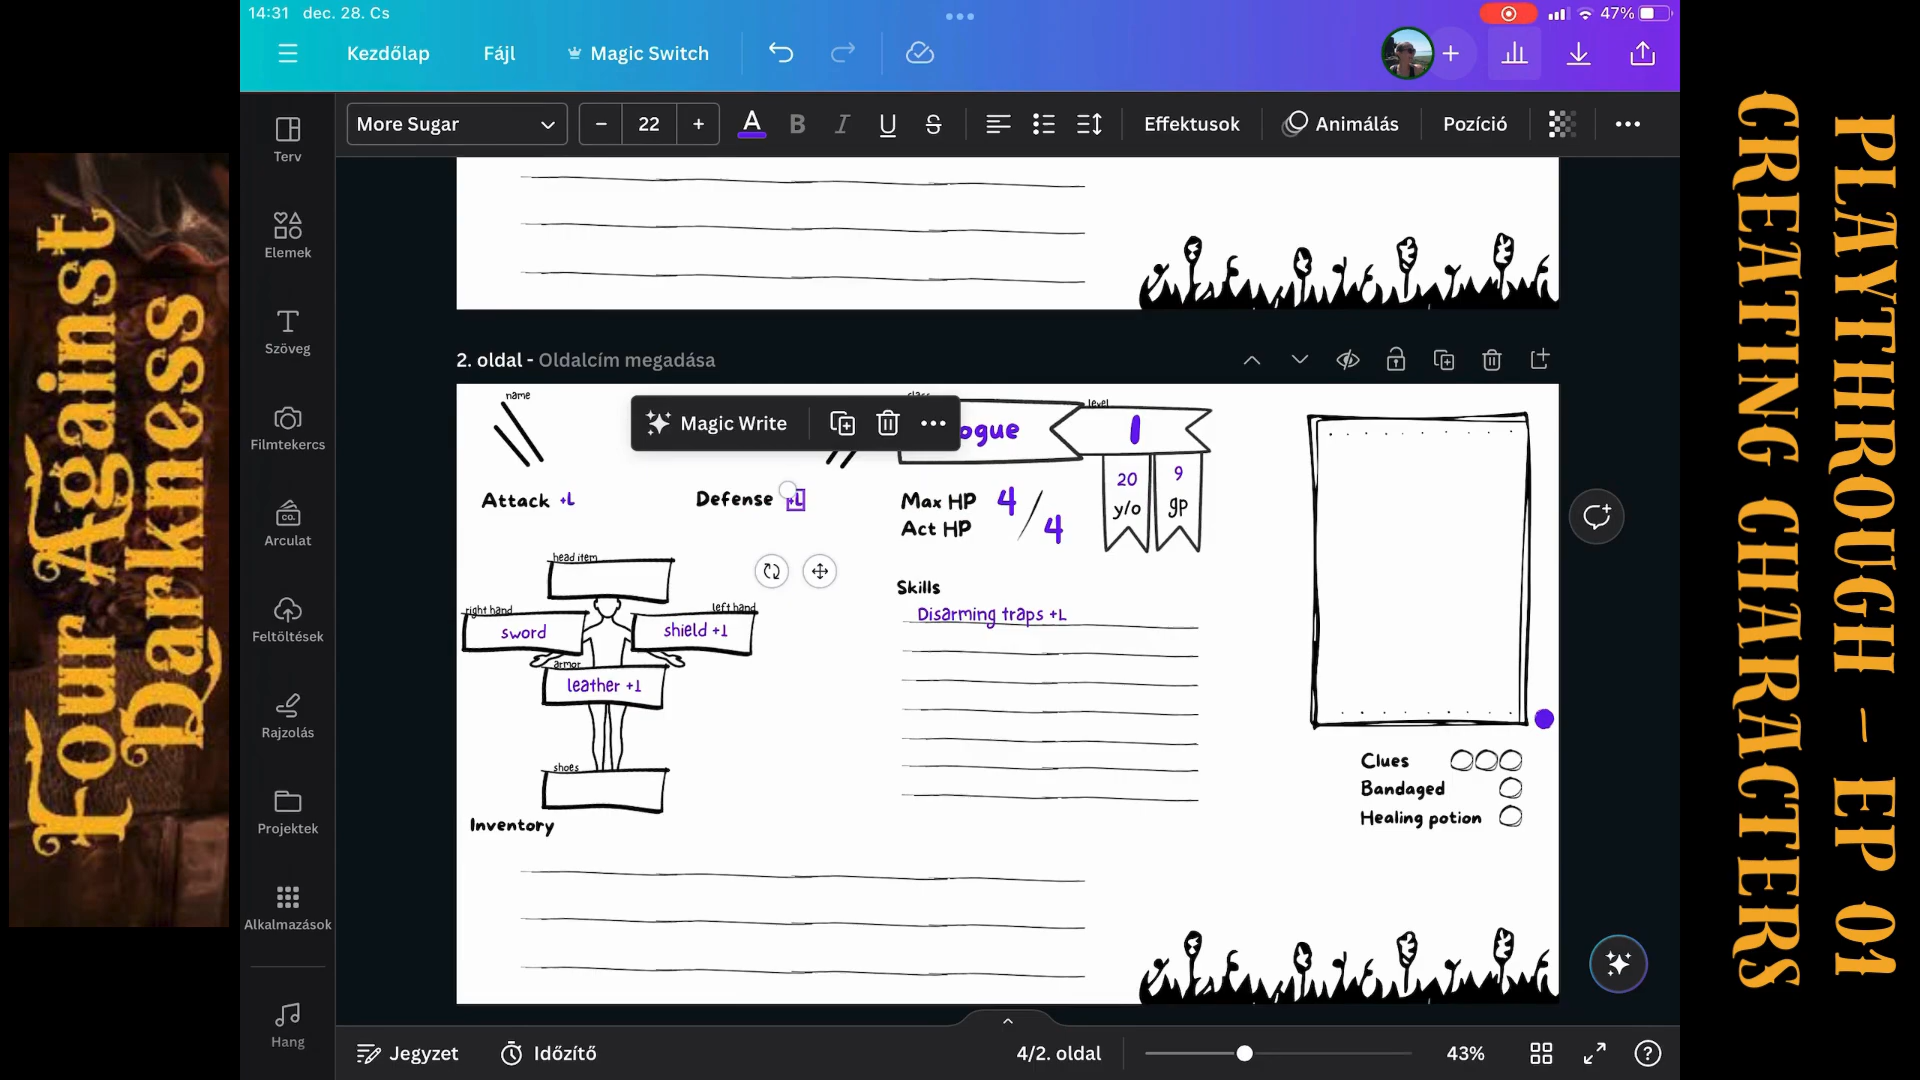 14:31 dec. 28. Cs
47%
Kezdőlap
Fájl
Magic Switch
More Sugar
− 22 +
A B I U S
Effektusok
Animálás
Pozíció
Terv
Elemek
Szöveg
Filmtekercs
Arculat
Feltöltések
Rajzolás
Projektek
Alkalmazások
Hang
2. oldal - Oldalcím megadása
Magic Write
name
level
ogue
1
Attack +L
Defense +L
Max HP 4
Act HP 4
20
y/o
9
gp
head item
right hand
sword
left hand
shield +1
armor
leather +1
shoes
Skills
Disarming traps +L
Clues
Bandaged
Healing potion
Inventory
Jegyzet
Időzítő
4/2. oldal
43%
Four Against
Darkness
PLAYTHROUGH - EP 01
CREATING CHARACTERS